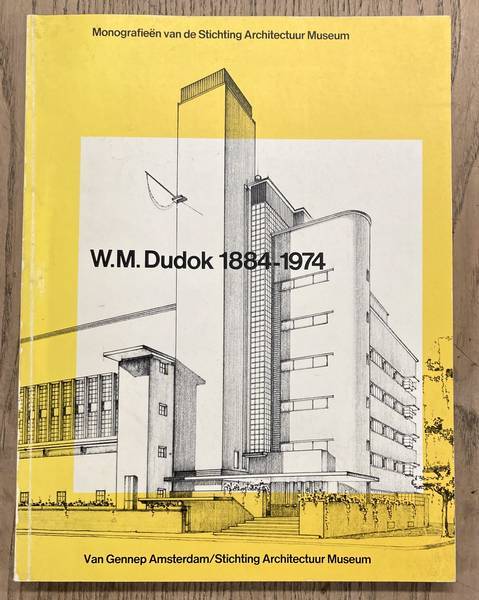 Monografieën van de Stichting Architectuur Museum
W.M. Dudok 1884-1974
Van Gennep Amsterdam/Stichting Architectuur Museum